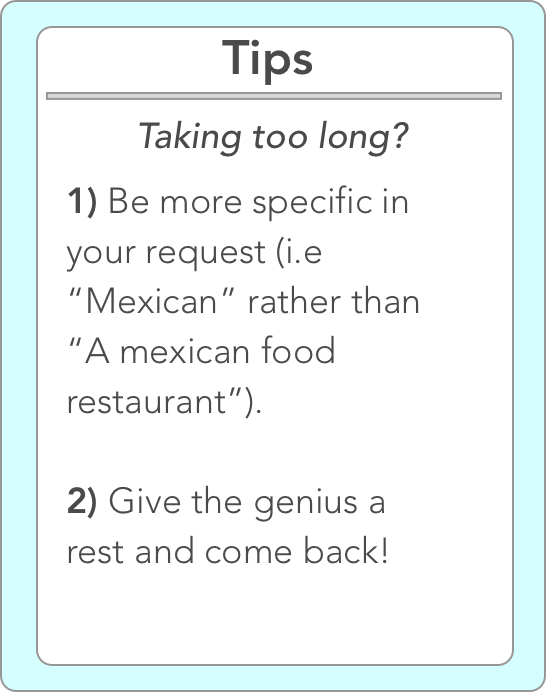 Tips
Taking too long?
1) Be more specific in
your request (i.e
“Mexican” rather than
“A mexican food
restaurant”).
2) Give the genius a
rest and come back!